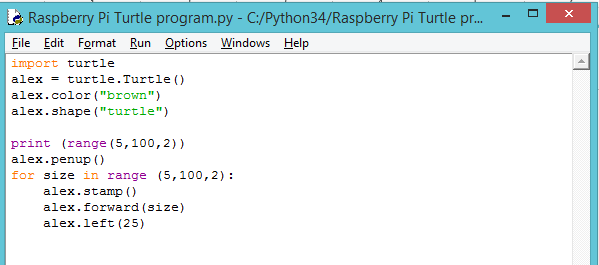 Raspberry Pi Turtle program.py - C:/Python34/Raspberry Pi Turtle pr...
File Edit Format Run Options Windows Help
import turtle
alex = turtle.Turtle()
alex.color("brown")
alex.shape("turtle")
print (range(5,100,2))
alex.penup()
for size in range (5,100,2):
    alex.stamp()
    alex.forward(size)
    alex.left(25)